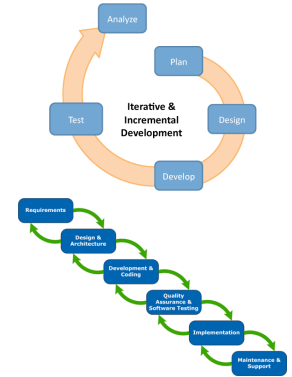 Analyze
Plan
Iterative &
Incremental
Development
Test
Design
Develop
Requirements
Design &
Architecture
Development &
Coding
Quality
Assurance &
Software Testing
Implementation
Maintenance &
Support